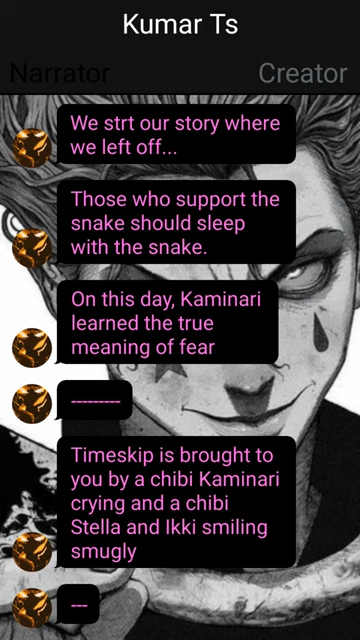 Kumar Ts
Narrator
Creator
We strt our story where
we left off...
Those who support the
snake should sleep
with the snake.
On this day, Kaminari
learned the true
meaning of fear
---------
Timeskip is brought to
you by a chibi Kaminari
crying and a chibi
Stella and Ikki smiling
smugly
---